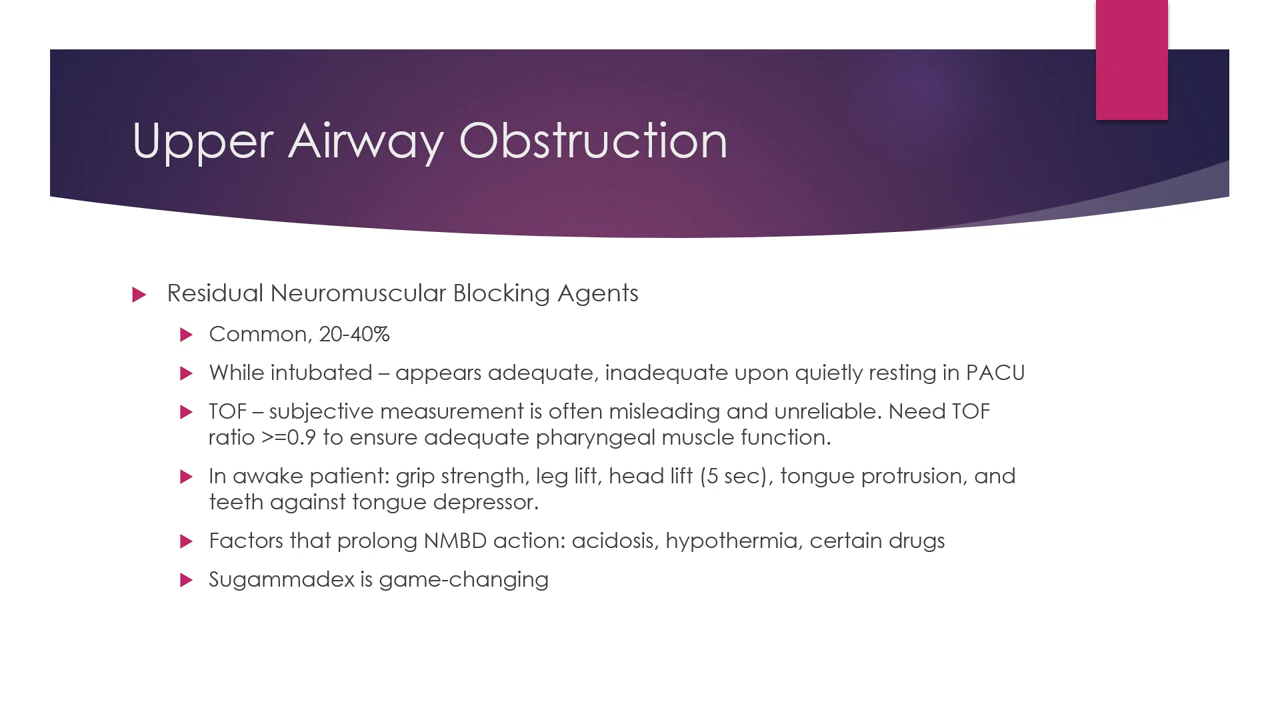 Upper Airway Obstruction
Residual Neuromuscular Blocking Agents
Common, 20-40%
While intubated – appears adequate, inadequate upon quietly resting in PACU
TOF – subjective measurement is often misleading and unreliable. Need TOF
ratio >=0.9 to ensure adequate pharyngeal muscle function.
In awake patient: grip strength, leg lift, head lift (5 sec), tongue protrusion, and
teeth against tongue depressor.
Factors that prolong NMBD action: acidosis, hypothermia, certain drugs
Sugammadex is game-changing